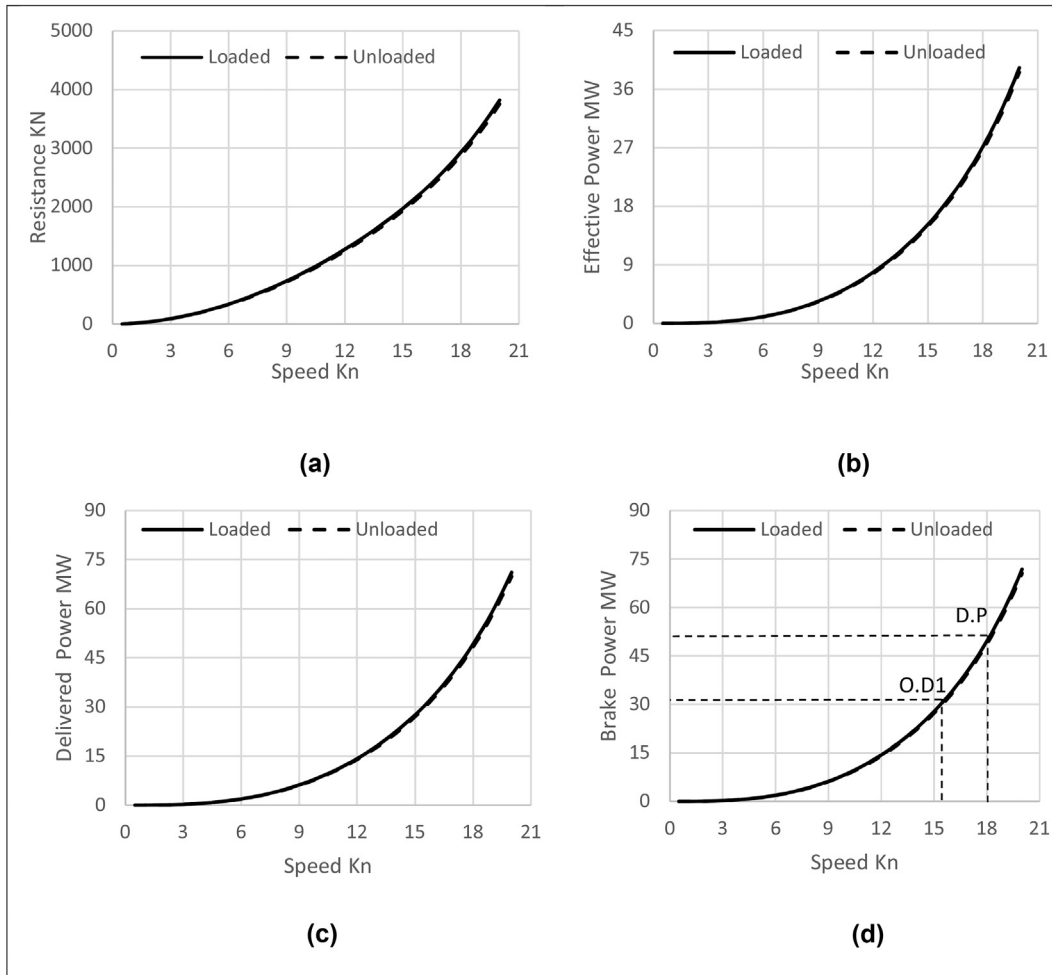 Resistance KN
5000
4000
3000
2000
1000
0
Loaded Unloaded
0 3 6 9 12 15 18 21
Speed Kn
(a)
Effective Power MW
45
36
27
18
9
0
Loaded Unloaded
0 3 6 9 12 15 18 21
Speed Kn
(b)
Delivered Power MW
90
75
60
45
30
15
0
Loaded Unloaded
0 3 6 9 12 15 18 21
Speed Kn
(c)
Brake Power MW
90
75
60
45
30
15
0
Loaded Unloaded
D.P
O.D1
0 3 6 9 12 15 18 21
Speed Kn
(d)